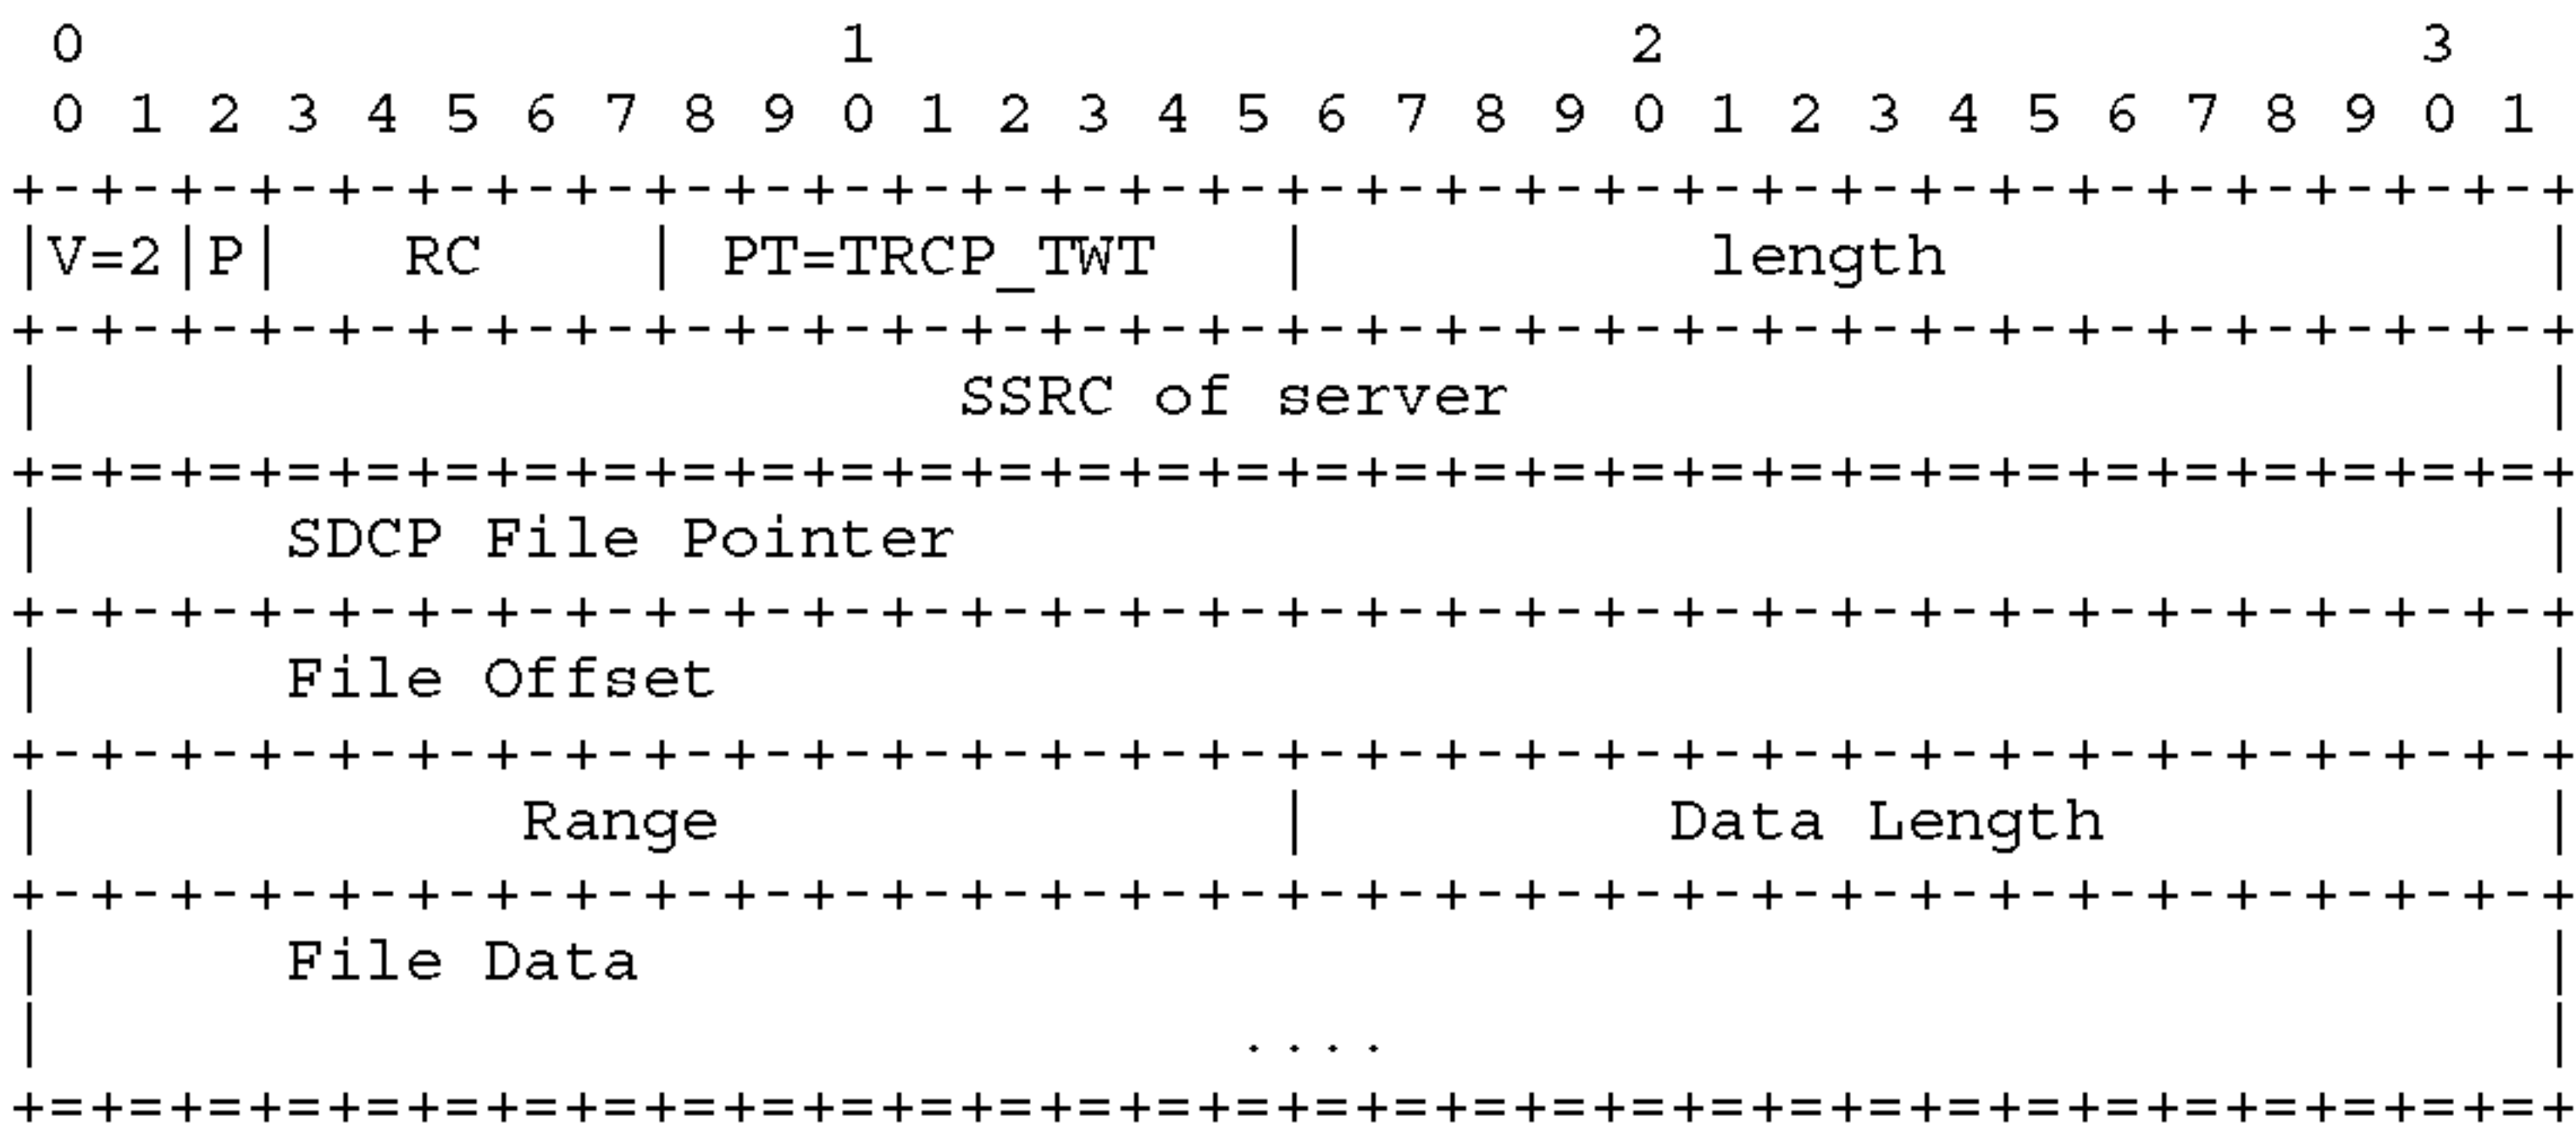 0                   1                   2                   3
 0 1 2 3 4 5 6 7 8 9 0 1 2 3 4 5 6 7 8 9 0 1 2 3 4 5 6 7 8 9 0 1
+-+-+-+-+-+-+-+-+-+-+-+-+-+-+-+-+-+-+-+-+-+-+-+-+-+-+-+-+-+-+-+-+
|V=2|P|   RC    | PT=TRCP_TWT   |          length               |
+-+-+-+-+-+-+-+-+-+-+-+-+-+-+-+-+-+-+-+-+-+-+-+-+-+-+-+-+-+-+-+-+
|                       SSRC of server                          |
+=+=+=+=+=+=+=+=+=+=+=+=+=+=+=+=+=+=+=+=+=+=+=+=+=+=+=+=+=+=+=+=+
|      SDCP File Pointer                                        |
+-+-+-+-+-+-+-+-+-+-+-+-+-+-+-+-+-+-+-+-+-+-+-+-+-+-+-+-+-+-+-+-+
|      File Offset                                              |
+-+-+-+-+-+-+-+-+-+-+-+-+-+-+-+-+-+-+-+-+-+-+-+-+-+-+-+-+-+-+-+-+
|            Range              |         Data Length           |
+-+-+-+-+-+-+-+-+-+-+-+-+-+-+-+-+-+-+-+-+-+-+-+-+-+-+-+-+-+-+-+-+
|      File Data                                                |
|                              ....                             |
+=+=+=+=+=+=+=+=+=+=+=+=+=+=+=+=+=+=+=+=+=+=+=+=+=+=+=+=+=+=+=+=+